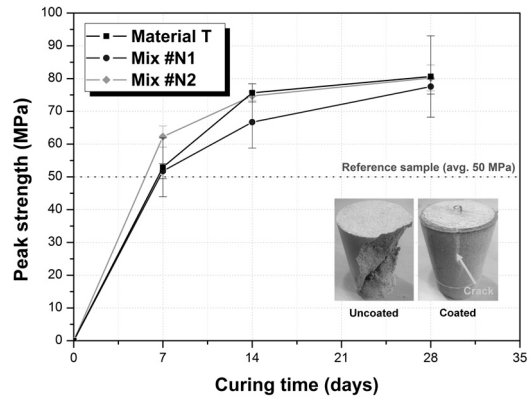 100
90
80
70
60
50
40
30
20
10
0
Peak strength (MPa)
Material T
Mix #N1
Mix #N2
Reference sample (avg. 50 MPa)
Crack
Uncoated
Coated
0
7
14
21
28
35
Curing time (days)